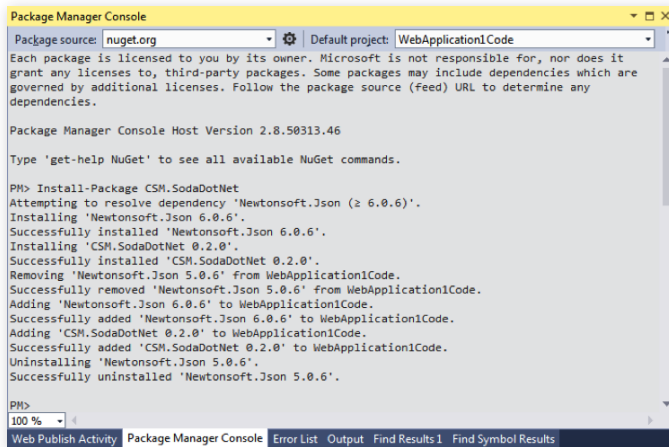 Package Manager Console
Package source: nuget.org Default project: WebApplication1Code
Each package is licensed to you by its owner. Microsoft is not responsible for, nor does it
grant any licenses to, third-party packages. Some packages may include dependencies which are
governed by additional licenses. Follow the package source (feed) URL to determine any
dependencies.
Package Manager Console Host Version 2.8.50313.46
Type 'get-help NuGet' to see all available NuGet commands.
PM> Install-Package CSM.SodaDotNet
Attempting to resolve dependency 'Newtonsoft.Json (≥ 6.0.6)'.
Installing 'Newtonsoft.Json 6.0.6'.
Successfully installed 'Newtonsoft.Json 6.0.6'.
Installing 'CSM.SodaDotNet 0.2.0'.
Successfully installed 'CSM.SodaDotNet 0.2.0'.
Removing 'Newtonsoft.Json 5.0.6' from WebApplication1Code.
Successfully removed 'Newtonsoft.Json 5.0.6' from WebApplication1Code.
Adding 'Newtonsoft.Json 6.0.6' to WebApplication1Code.
Successfully added 'Newtonsoft.Json 6.0.6' to WebApplication1Code.
Adding 'CSM.SodaDotNet 0.2.0' to WebApplication1Code.
Successfully added 'CSM.SodaDotNet 0.2.0' to WebApplication1Code.
Uninstalling 'Newtonsoft.Json 5.0.6'.
Successfully uninstalled 'Newtonsoft.Json 5.0.6'.
PM>
100 %
Web Publish Activity Package Manager Console Error List Output Find Results 1 Find Symbol Results